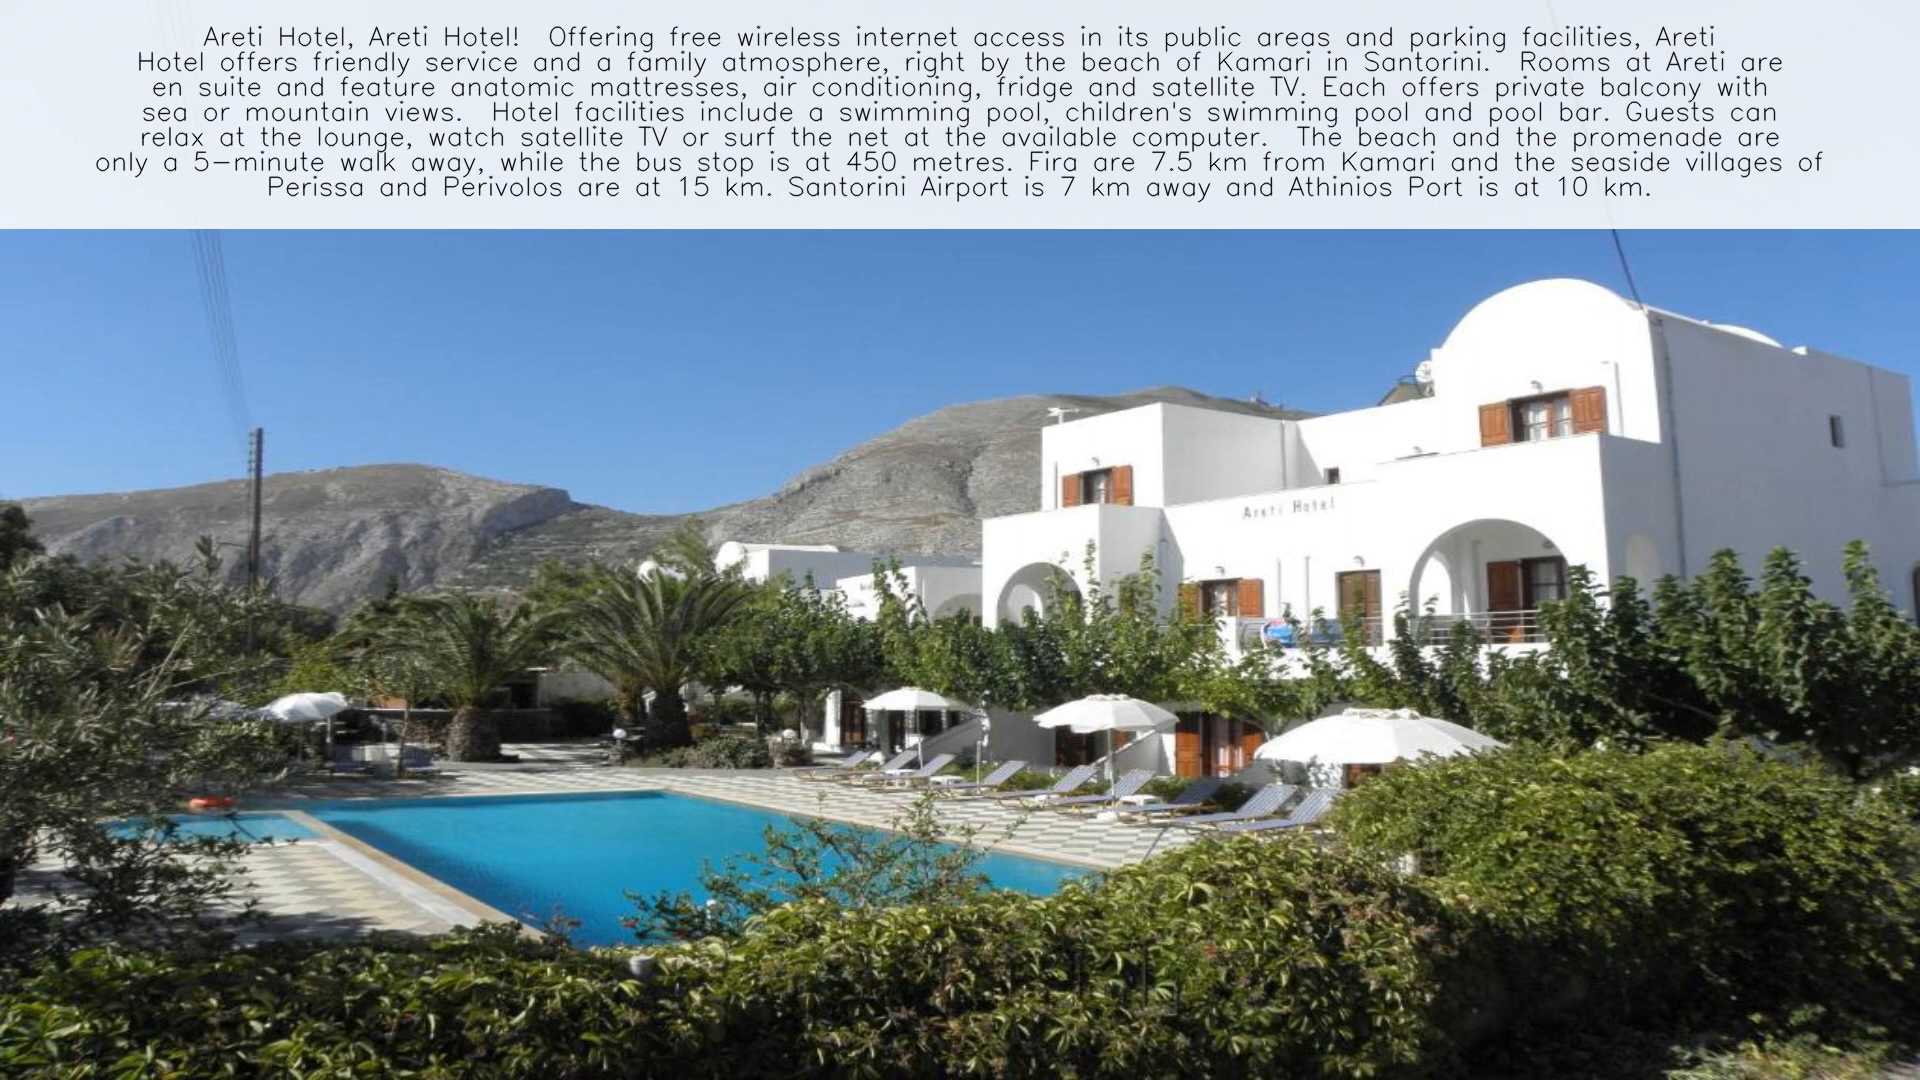 Areti Hotel, Areti Hotel!  Offering free wireless internet access in its public areas and parking facilities, Areti
Hotel offers friendly service and a family atmosphere, right by the beach of Kamari in Santorini.  Rooms at Areti are
en suite and feature anatomic mattresses, air conditioning, fridge and satellite TV. Each offers private balcony with
sea or mountain views.  Hotel facilities include a swimming pool, children's swimming pool and pool bar. Guests can
relax at the lounge, watch satellite TV or surf the net at the available computer.  The beach and the promenade are
only a 5-minute walk away, while the bus stop is at 450 metres. Fira are 7.5 km from Kamari and the seaside villages of
Perissa and Perivolos are at 15 km. Santorini Airport is 7 km away and Athinios Port is at 10 km.
Areti Hotel